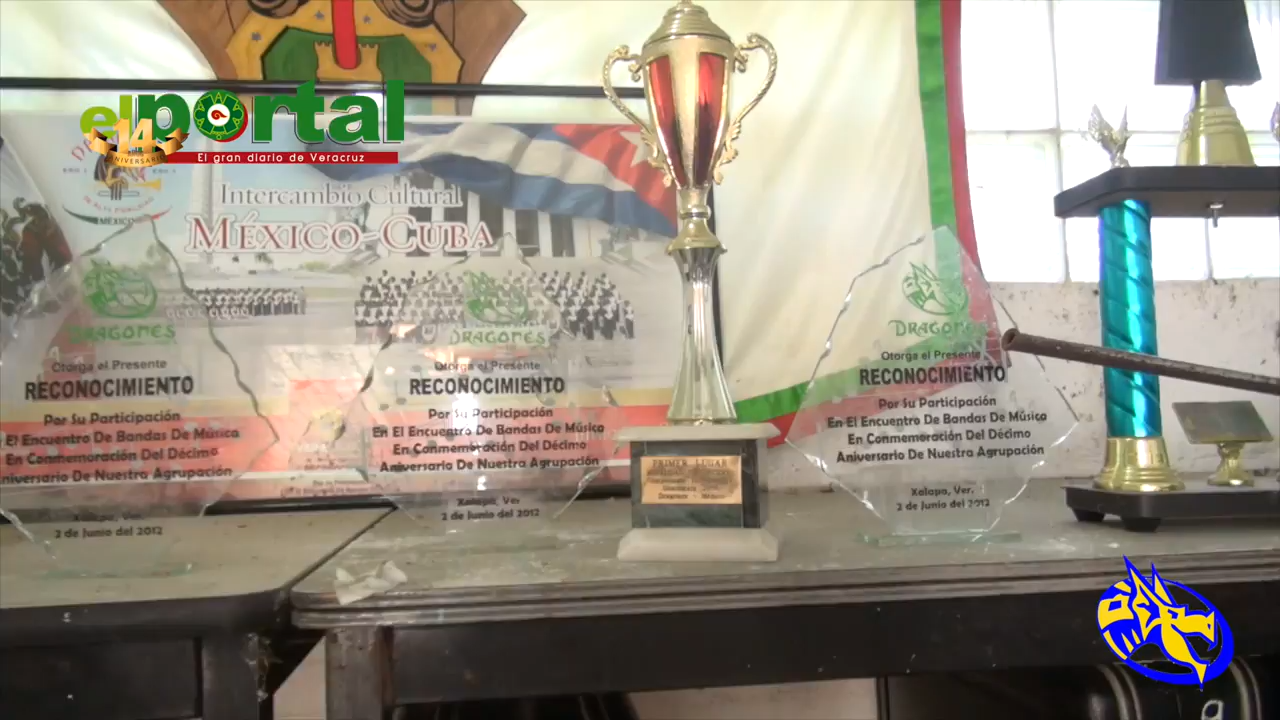 el portal
14
ANIVERSARIO
El gran diario de Veracruz
MÉXICO
Intercambio Cultural
MÉXICO-CUBA
DRAGONES
Otorga el Presente
RECONOCIMIENTO
Por Su Participación
El Encuentro De Bandas De Música
En Conmemoración Del Décimo
Aniversario De Nuestra Agrupación
Xalapa, Ver.
2 de Junio del 2012
DRAGONES
Otorga el Presente
RECONOCIMIENTO
Por Su Participación
En El Encuentro De Bandas De Música
En Conmemoración Del Décimo
Aniversario De Nuestra Agrupación
Xalapa, Ver.
2 de Junio del 2012
PRIMER LUGAR
DRAGONES
Otorga el Presente
RECONOCIMIENTO
Por Su Participación
En El Encuentro De Bandas De Música
En Conmemoración Del Décimo
Aniversario De Nuestra Agrupación
Xalapa, Ver.
2 de Junio del 2012